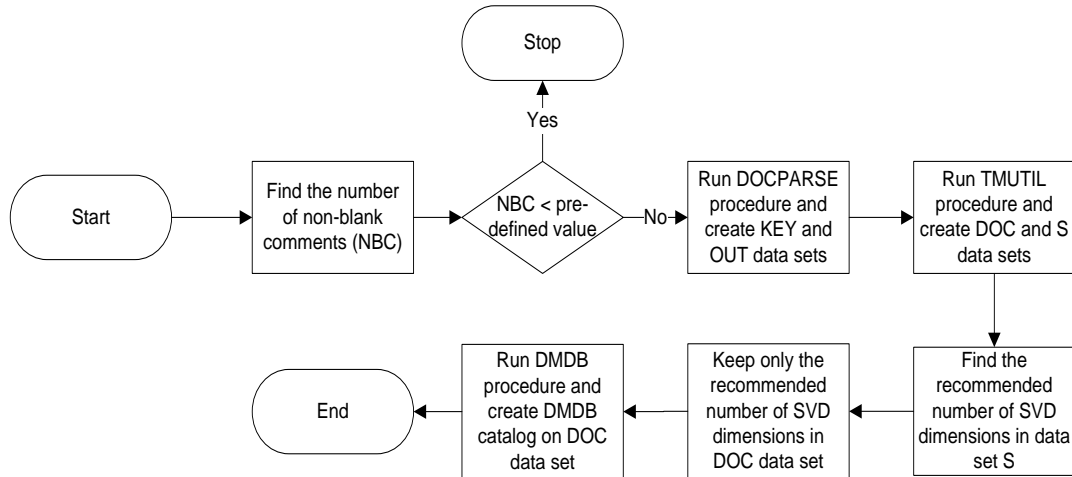 Stop
Yes
Start
Find the number
of non-blank
comments (NBC)
NBC < pre-
defined value
No
Run DOCPARSE
procedure and
create KEY and
OUT data sets
Run TMUTIL
procedure and
create DOC and S
data sets
Find the
recommended
number of SVD
dimensions in data
set S
Keep only the
recommended
number of SVD
dimensions in
DOC data set
Run DMDB
procedure and
create DMDB
catalog on DOC
data set
End